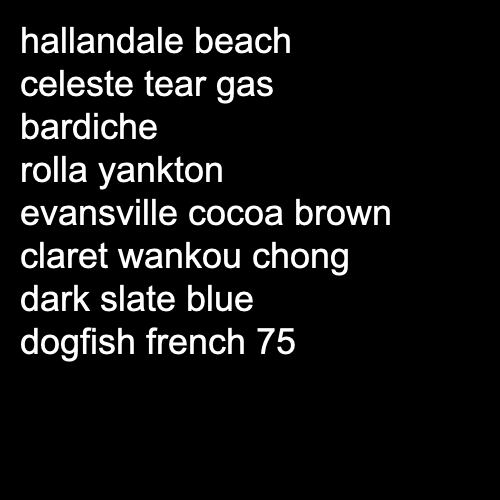 hallandale beach
celeste tear gas
bardiche
rolla yankton
evansville cocoa brown
claret wankou chong
dark slate blue
dogfish french 75